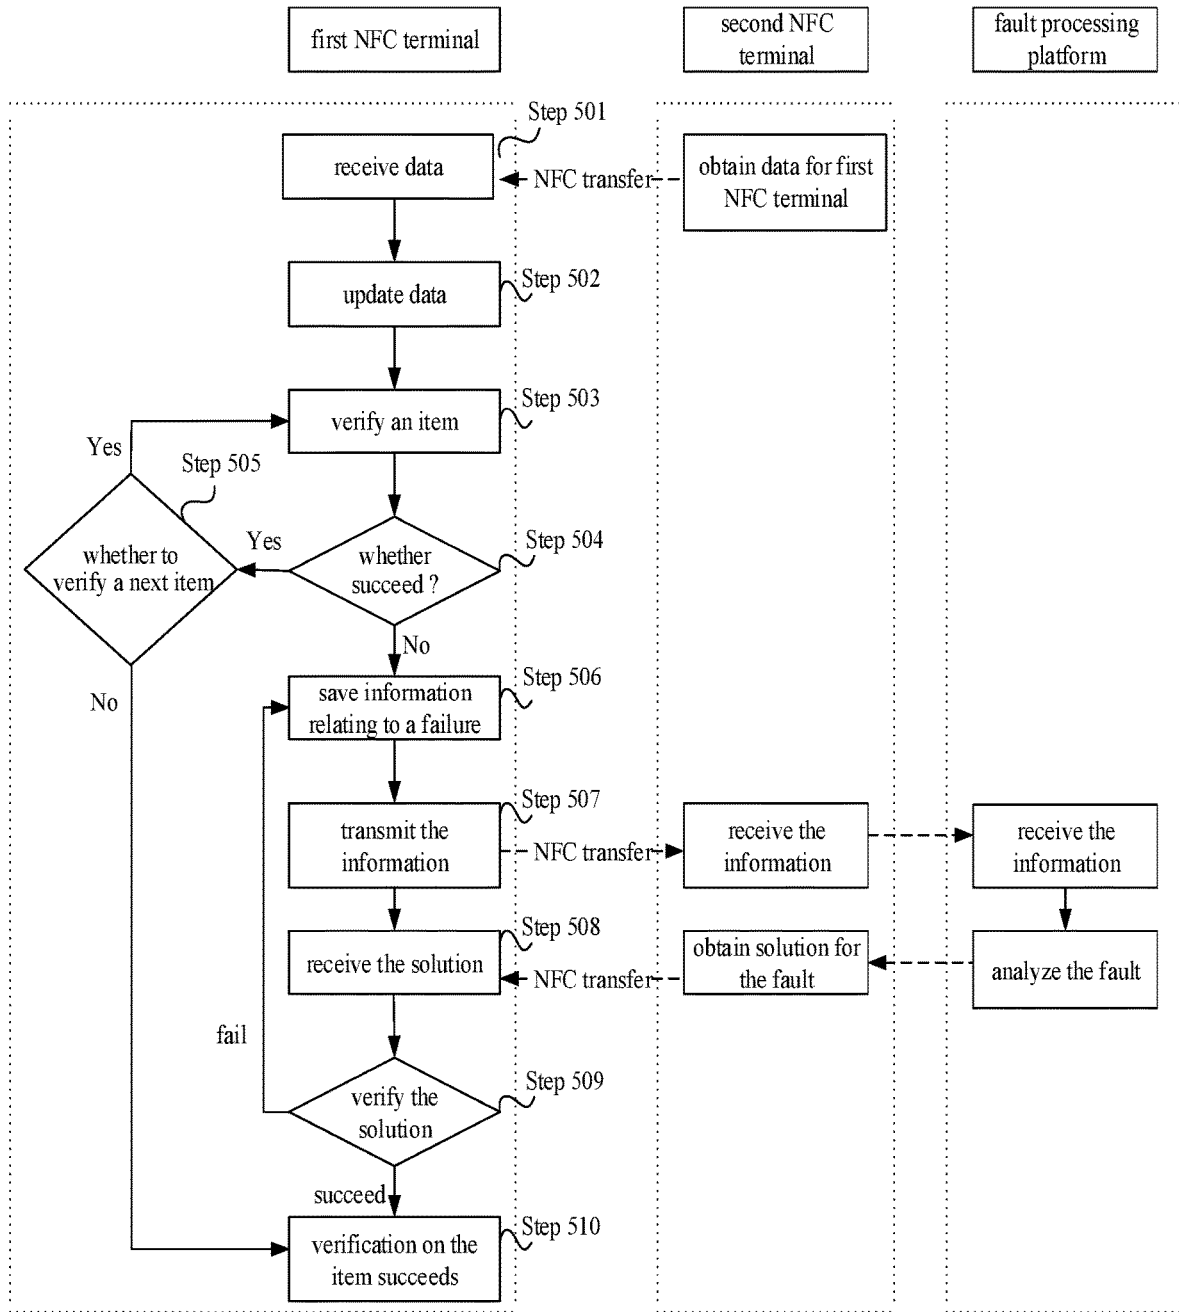 first NFC terminal
second NFC
terminal
fault processing
platform
Step 501
receive data
NFC transfer
obtain data for first
NFC terminal
Step 502
update data
Step 503
verify an item
Yes
Step 505
whether to
verify a next item
Yes
Step 504
whether
succeed ?
No
No
Step 506
save information
relating to a failure
Step 507
transmit the
information
NFC transfer
receive the
information
receive the
information
Step 508
receive the solution
NFC transfer
obtain solution for
the fault
analyze the fault
fail
Step 509
verify the
solution
succeed
Step 510
verification on the
item succeeds